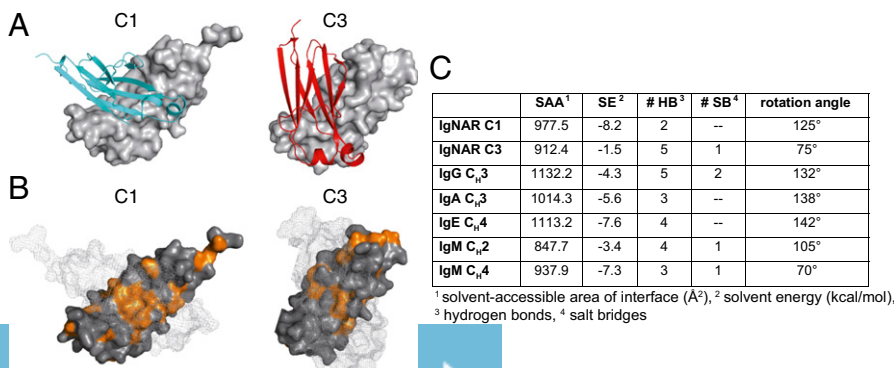 A
C1
C3
B
C1
C3
C
SAA¹ SE ² # HB³ # SB⁴ rotation angle
IgNAR C1 977.5 -8.2 2 -- 125°
IgNAR C3 912.4 -1.5 5 1 75°
IgG CH3 1132.2 -4.3 5 2 132°
IgA CH3 1014.3 -5.6 3 -- 138°
IgE CH4 1113.2 -7.6 4 -- 142°
IgM CH2 847.7 -3.4 4 1 105°
IgM CH4 937.9 -7.3 3 1 70°
¹ solvent-accessible area of interface (Å²), ² solvent energy (kcal/mol),
³ hydrogen bonds, ⁴ salt bridges